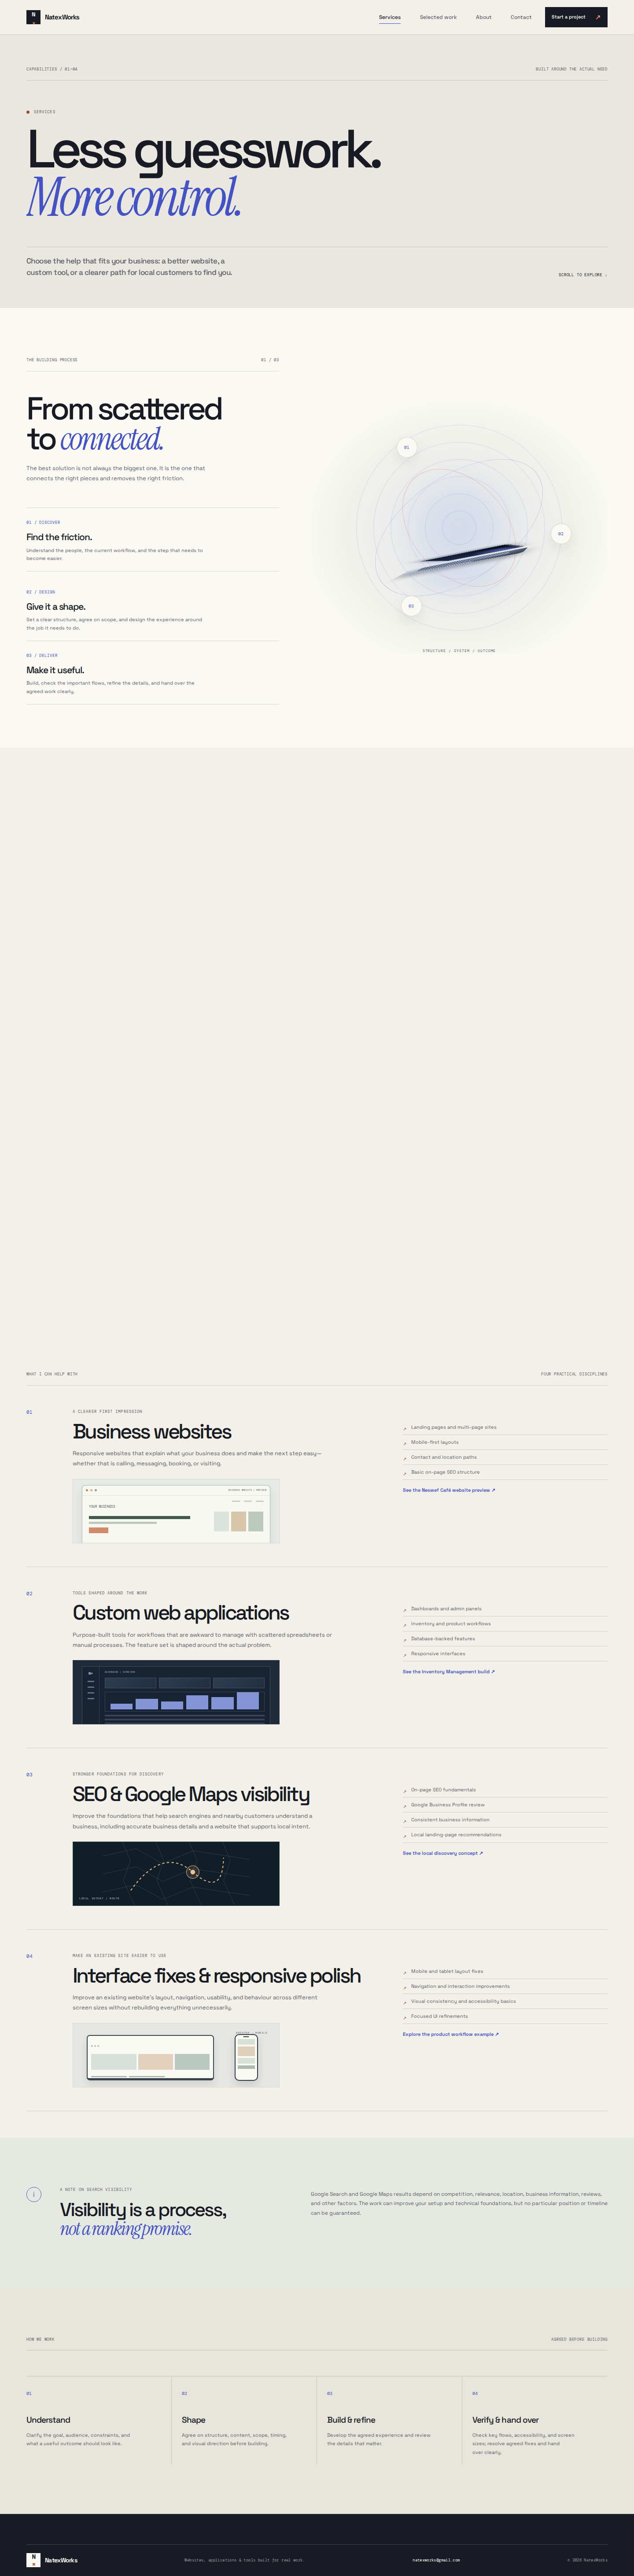 N
NatexWorks
Services
Selected work
About
Contact
Start a project ↗
CAPABILITIES / 01–04
BUILT AROUND THE ACTUAL NEED
SERVICES
Less guesswork.
More control.
Choose the help that fits your business: a better website, a
custom tool, or a clearer path for local customers to find you.
SCROLL TO EXPLORE ↓
THE BUILDING PROCESS
01 / 03
From scattered
to connected.
The best solution is not always the biggest one. It is the one that
connects the right pieces and removes the right friction.
01 / DISCOVER
Find the friction.
Understand the people, the current workflow, and the step that needs to
become easier.
02 / DESIGN
Give it a shape.
Set a clear structure, agree on scope, and design the experience around
the job it needs to do.
03 / DELIVER
Make it useful.
Build, check the important flows, refine the details, and hand over the
agreed work clearly.
01
02
03
STRUCTURE / SYSTEM / OUTCOME
WHAT I CAN HELP WITH
FOUR PRACTICAL DISCIPLINES
01
A CLEARER FIRST IMPRESSION
Business websites
Responsive websites that explain what your business does and make the next step easy—
whether that is calling, messaging, booking, or visiting.
YOUR BUSINESS
↗ Landing pages and multi-page sites
↗ Mobile-first layouts
↗ Contact and location paths
↗ Basic on-page SEO structure
See the Naswef Café website preview ↗
02
TOOLS SHAPED AROUND THE WORK
Custom web applications
Purpose-built tools for workflows that are awkward to manage with scattered spreadsheets or
manual processes. The feature set is shaped around the actual problem.
↗ Dashboards and admin panels
↗ Inventory and product workflows
↗ Database-backed features
↗ Responsive interfaces
See the Inventory Management build ↗
03
STRONGER FOUNDATIONS FOR DISCOVERY
SEO & Google Maps visibility
Improve the foundations that help search engines and nearby customers understand a
business, including accurate business details and a website that supports local intent.
LOCAL INTENT / ROUTE
↗ On-page SEO fundamentals
↗ Google Business Profile review
↗ Consistent business information
↗ Local landing-page recommendations
See the local discovery concept ↗
04
MAKE AN EXISTING SITE EASIER TO USE
Interface fixes & responsive polish
Improve an existing website's layout, navigation, usability, and behaviour across different
screen sizes without rebuilding everything unnecessarily.
↗ Mobile and tablet layout fixes
↗ Navigation and interaction improvements
↗ Visual consistency and accessibility basics
↗ Focused UI refinements
Explore the product workflow example ↗
i
A NOTE ON SEARCH VISIBILITY
Visibility is a process,
not a ranking promise.
Google Search and Google Maps results depend on competition, relevance, location, business information, reviews,
and other factors. The work can improve your setup and technical foundations, but no particular position or timeline
can be guaranteed.
HOW WE WORK
AGREED BEFORE BUILDING
01
Understand
Clarify the goal, audience, constraints, and
what a useful outcome should look like.
02
Shape
Agree on structure, content, scope, timing,
and visual direction before building.
03
Build & refine
Develop the agreed experience and review
the details that matter.
04
Verify & hand over
Check key flows, accessibility, and screen
sizes; resolve agreed fixes and hand
over clearly.
N
NatexWorks
Websites, applications & tools built for real work.
natexworks@gmail.com
© 2026 NatexWorks